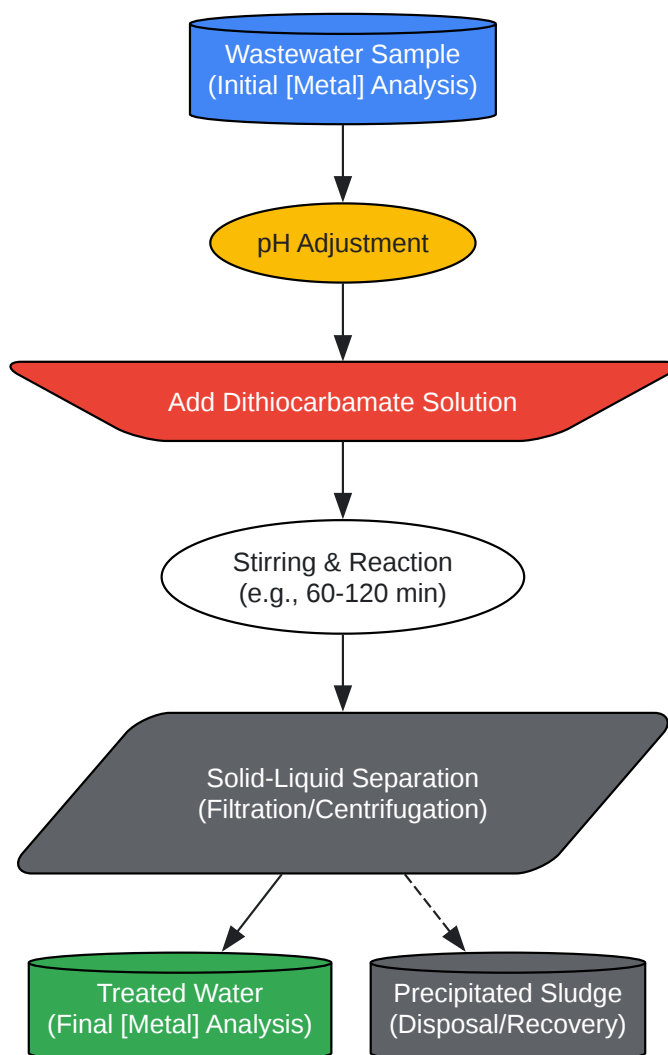 Wastewater Sample
(Initial [Metal] Analysis)
pH Adjustment
Add Dithiocarbamate Solution
Stirring & Reaction
(e.g., 60-120 min)
Solid-Liquid Separation
(Filtration/Centrifugation)
Treated Water
(Final [Metal] Analysis)
Precipitated Sludge
(Disposal/Recovery)